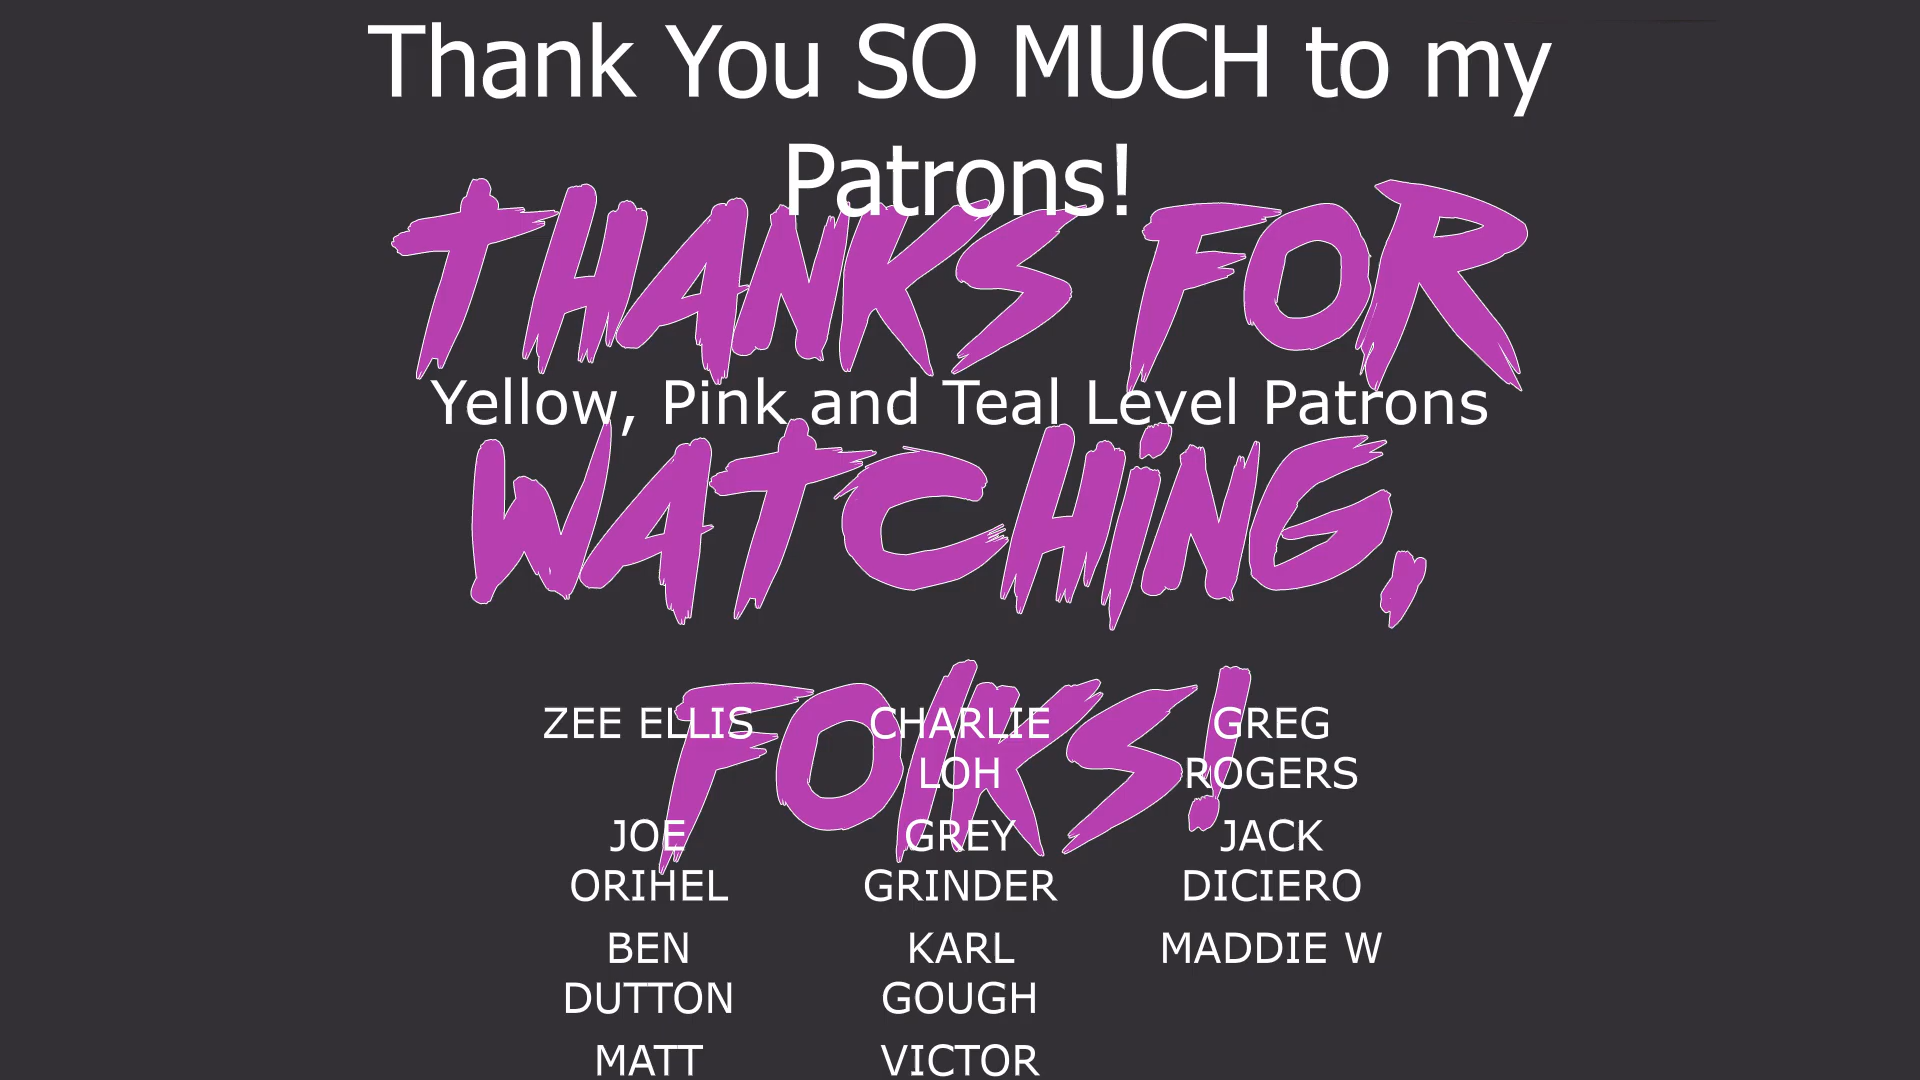 Thank You SO MUCH to my
Patrons!
THANKS FOR
Yellow, Pink and Teal Level Patrons
WATCHING,
FOLKS!
ZEE ELLIS
CHARLIE
LOH
GREG
ROGERS
JOE
ORIHEL
GREY
GRINDER
JACK
DICIERO
BEN
DUTTON
KARL
GOUGH
MADDIE W
MATT
VICTOR